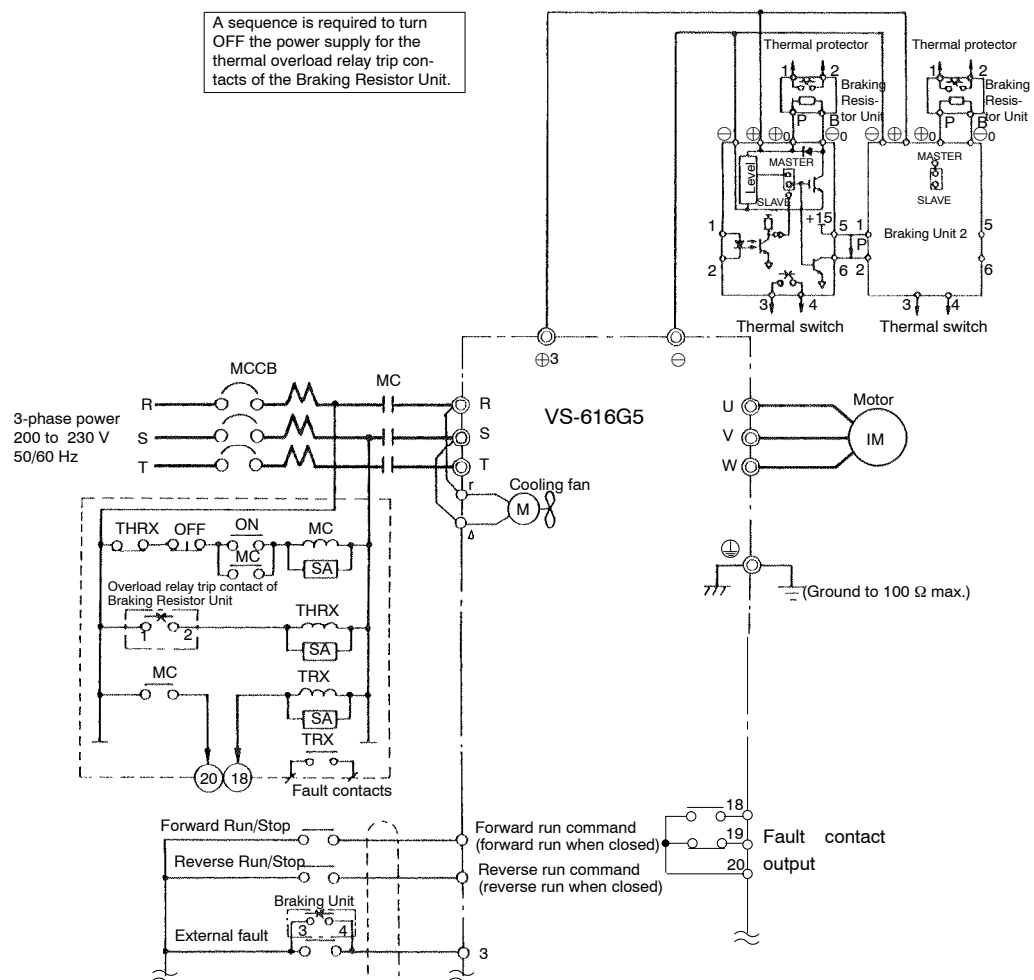 A sequence is required to turn
OFF the power supply for the
thermal overload relay trip con-
tacts of the Braking Resistor Unit.
Thermal protector
Thermal protector
1 2
1 2
Braking
Resis-
tor Unit
Braking
Resis-
tor Unit
P B
P B
⊖ ⊕ ⊕0 ⊖0
⊖ ⊕ ⊕0 ⊖0
Level
MASTER
SLAVE
+15
MASTER
SLAVE
1
2
5
6
P
1
2
Braking Unit 2
5
6
3 4
3 4
Thermal switch
Thermal switch
⊕3
⊖
MCCB
MC
3-phase power
200 to 230 V
50/60 Hz
R
S
T
R
S
T
r
VS-616G5
U
V
W
Motor
IM
Cooling fan
M
THRX OFF ON MC
MC
SA
Overload relay trip contact of
Braking Resistor Unit
1 2
THRX
SA
MC
TRX
SA
TRX
20 18
Fault contacts
(Ground to 100 Ω max.)
Forward Run/Stop
Forward run command
(forward run when closed)
Reverse Run/Stop
Reverse run command
(reverse run when closed)
Braking Unit
3 4
External fault
3
18
19
20
Fault contact
output